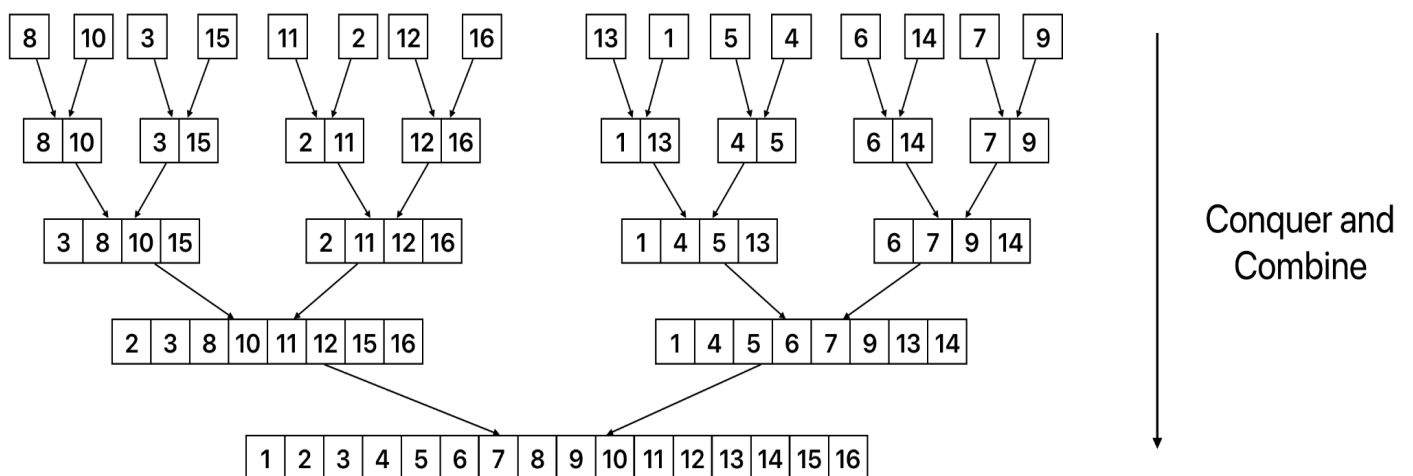 8 10 3 15 11 2 12 16 13 1 5 4 6 14 7 9
8 10 3 15 2 11 12 16 1 13 4 5 6 14 7 9
3 8 10 15 2 11 12 16 1 4 5 13 6 7 9 14
Conquer and
Combine
2 3 8 10 11 12 15 16 1 4 5 6 7 9 13 14
1 2 3 4 5 6 7 8 9 10 11 12 13 14 15 16